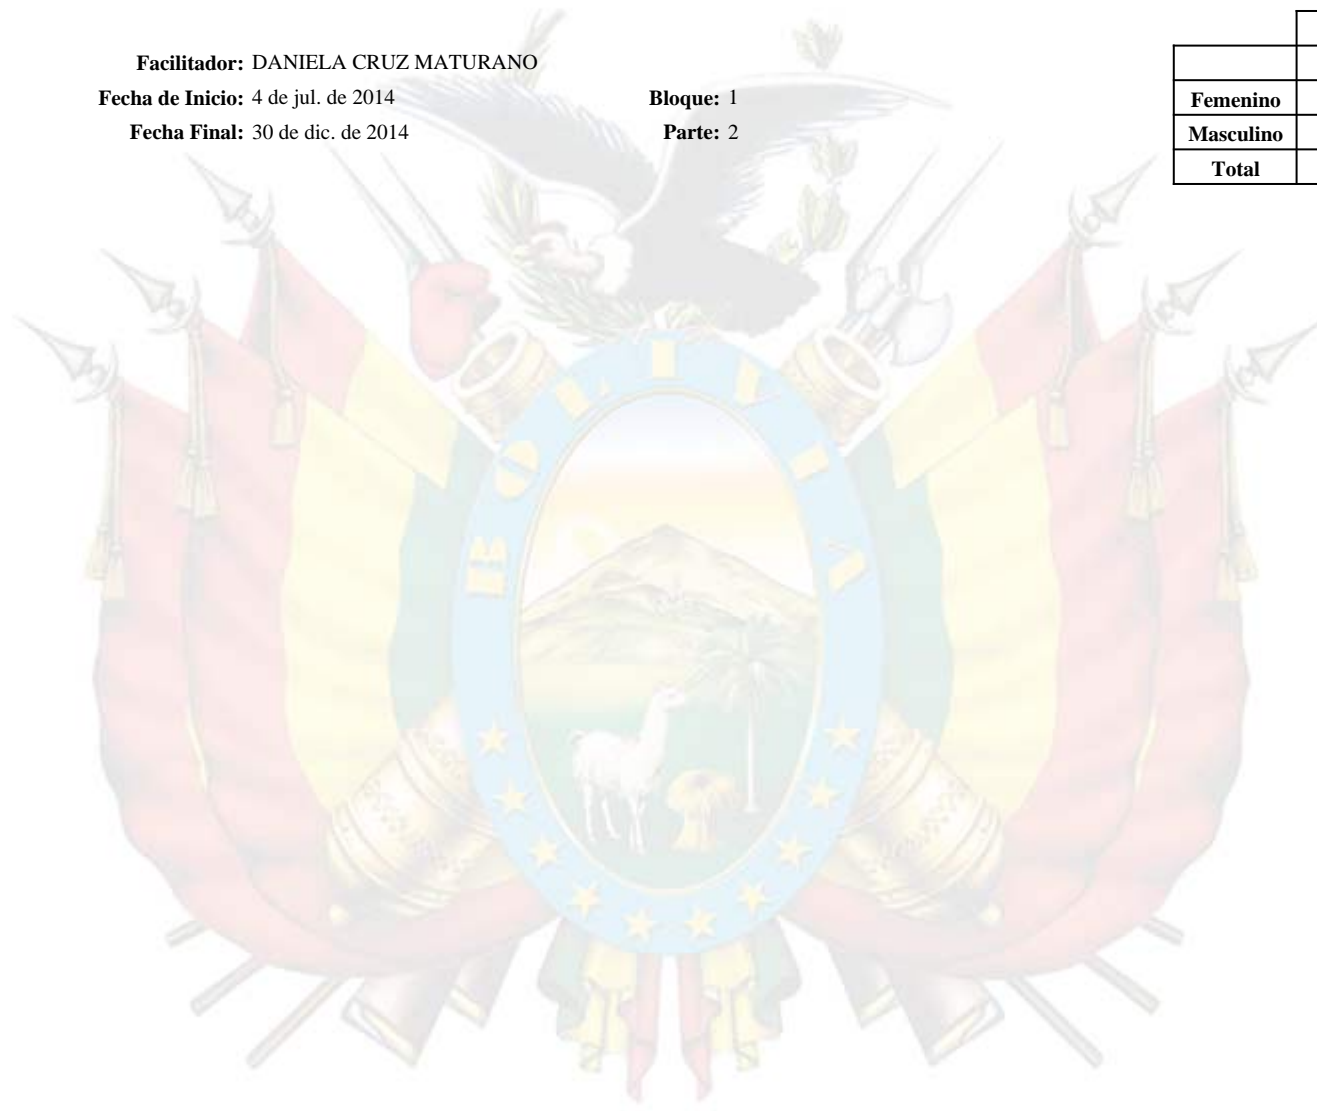 Facilitador: DANIELA CRUZ MATURANO
Fecha de Inicio: 4 de jul. de 2014 Bloque: 1
Fecha Final: 30 de dic. de 2014 Parte: 2
Femenino
Masculino
Total
BOLIVIA